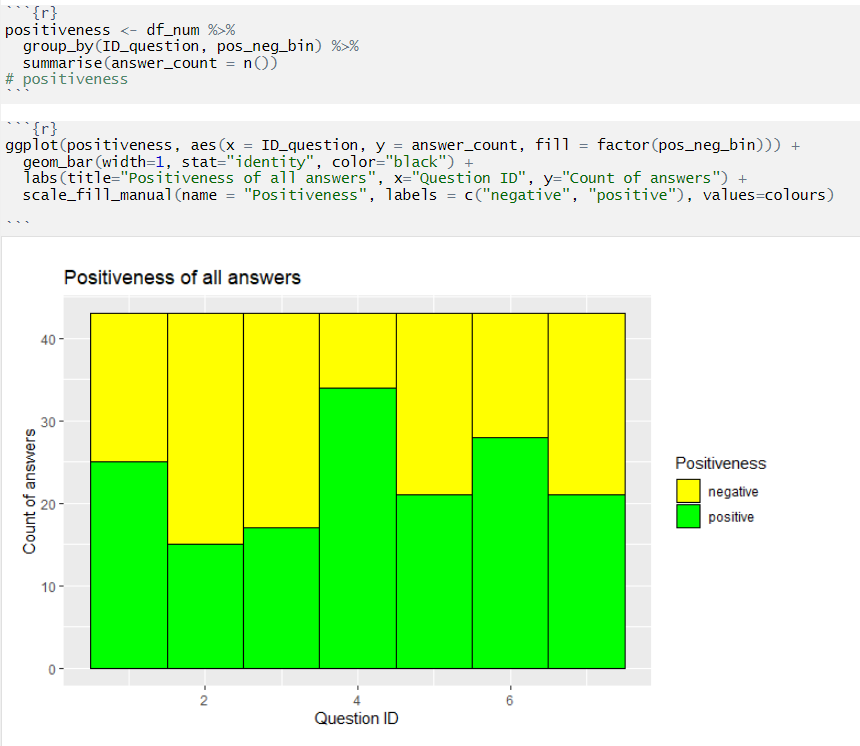 ```{r}
positiveness <- df_num %>%
  group_by(ID_question, pos_neg_bin) %>%
  summarise(answer_count = n())
# positiveness
```
```{r}
ggplot(positiveness, aes(x = ID_question, y = answer_count, fill = factor(pos_neg_bin))) +
  geom_bar(width=1, stat="identity", color="black") +
  labs(title="Positiveness of all answers", x="Question ID", y="Count of answers") +
  scale_fill_manual(name = "Positiveness", labels = c("negative", "positive"), values=colours)
```
Positiveness of all answers
Count of answers
40
30
20
10
0
2 4 6
Question ID
Positiveness
negative
positive